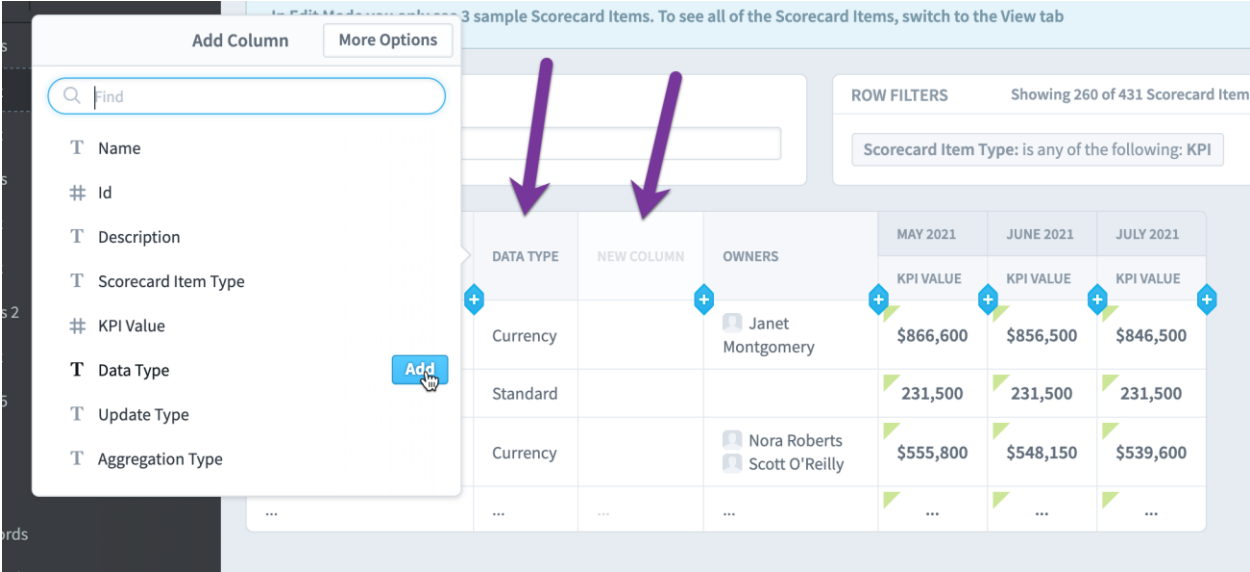 In Edit Mode you only see 3 sample Scorecard Items. To see all of the Scorecard Items, switch to the View tab
Add Column
More Options
Find
Name
Id
Description
Scorecard Item Type
KPI Value
Data Type
Add
Update Type
Aggregation Type
s
s
s 2
5
ords
ROW FILTERS
Showing 260 of 431 Scorecard Item
Scorecard Item Type: is any of the following: KPI
DATA TYPE NEW COLUMN OWNERS MAY 2021 JUNE 2021 JULY 2021
KPI VALUE KPI VALUE KPI VALUE
Currency Janet Montgomery $866,600 $856,500 $846,500
Standard 231,500 231,500 231,500
Currency Nora Roberts $555,800 $548,150 $539,600
Scott O'Reilly
... ... ... ... ... ... ...